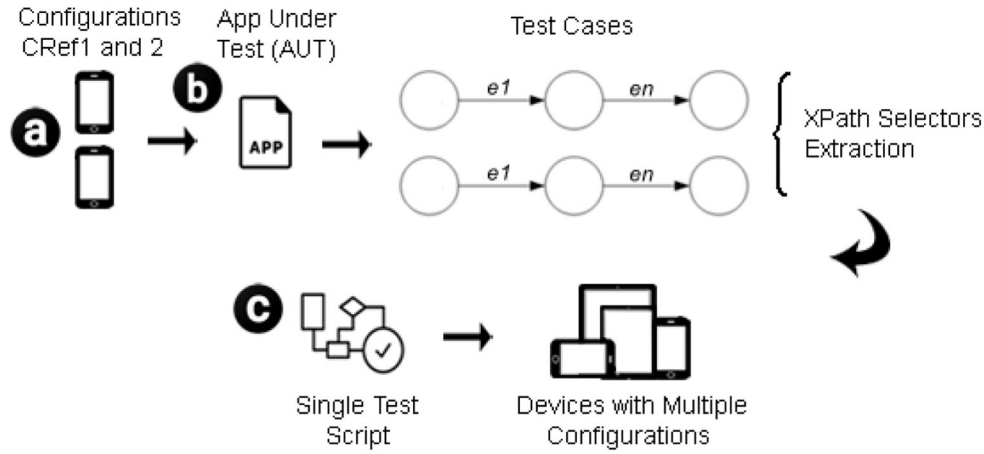 Configurations
CRef1 and 2
App Under
Test (AUT)
Test Cases
a
b
APP
e1
en
e1
en
XPath Selectors
Extraction
c
Single Test
Script
Devices with Multiple
Configurations